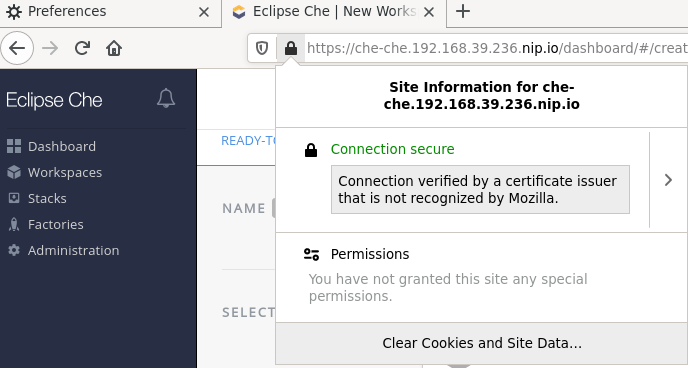 Preferences
Eclipse Che | New Works
https://che-che.192.168.39.236.nip.io/dashboard/#/creat
Eclipse Che
Dashboard
Workspaces
Stacks
Factories
Administration
READY-TO
NAME
SELECT
Site Information for che-
che.192.168.39.236.nip.io
Connection secure
Connection verified by a certificate issuer
that is not recognized by Mozilla.
Permissions
You have not granted this site any special
permissions.
Clear Cookies and Site Data...